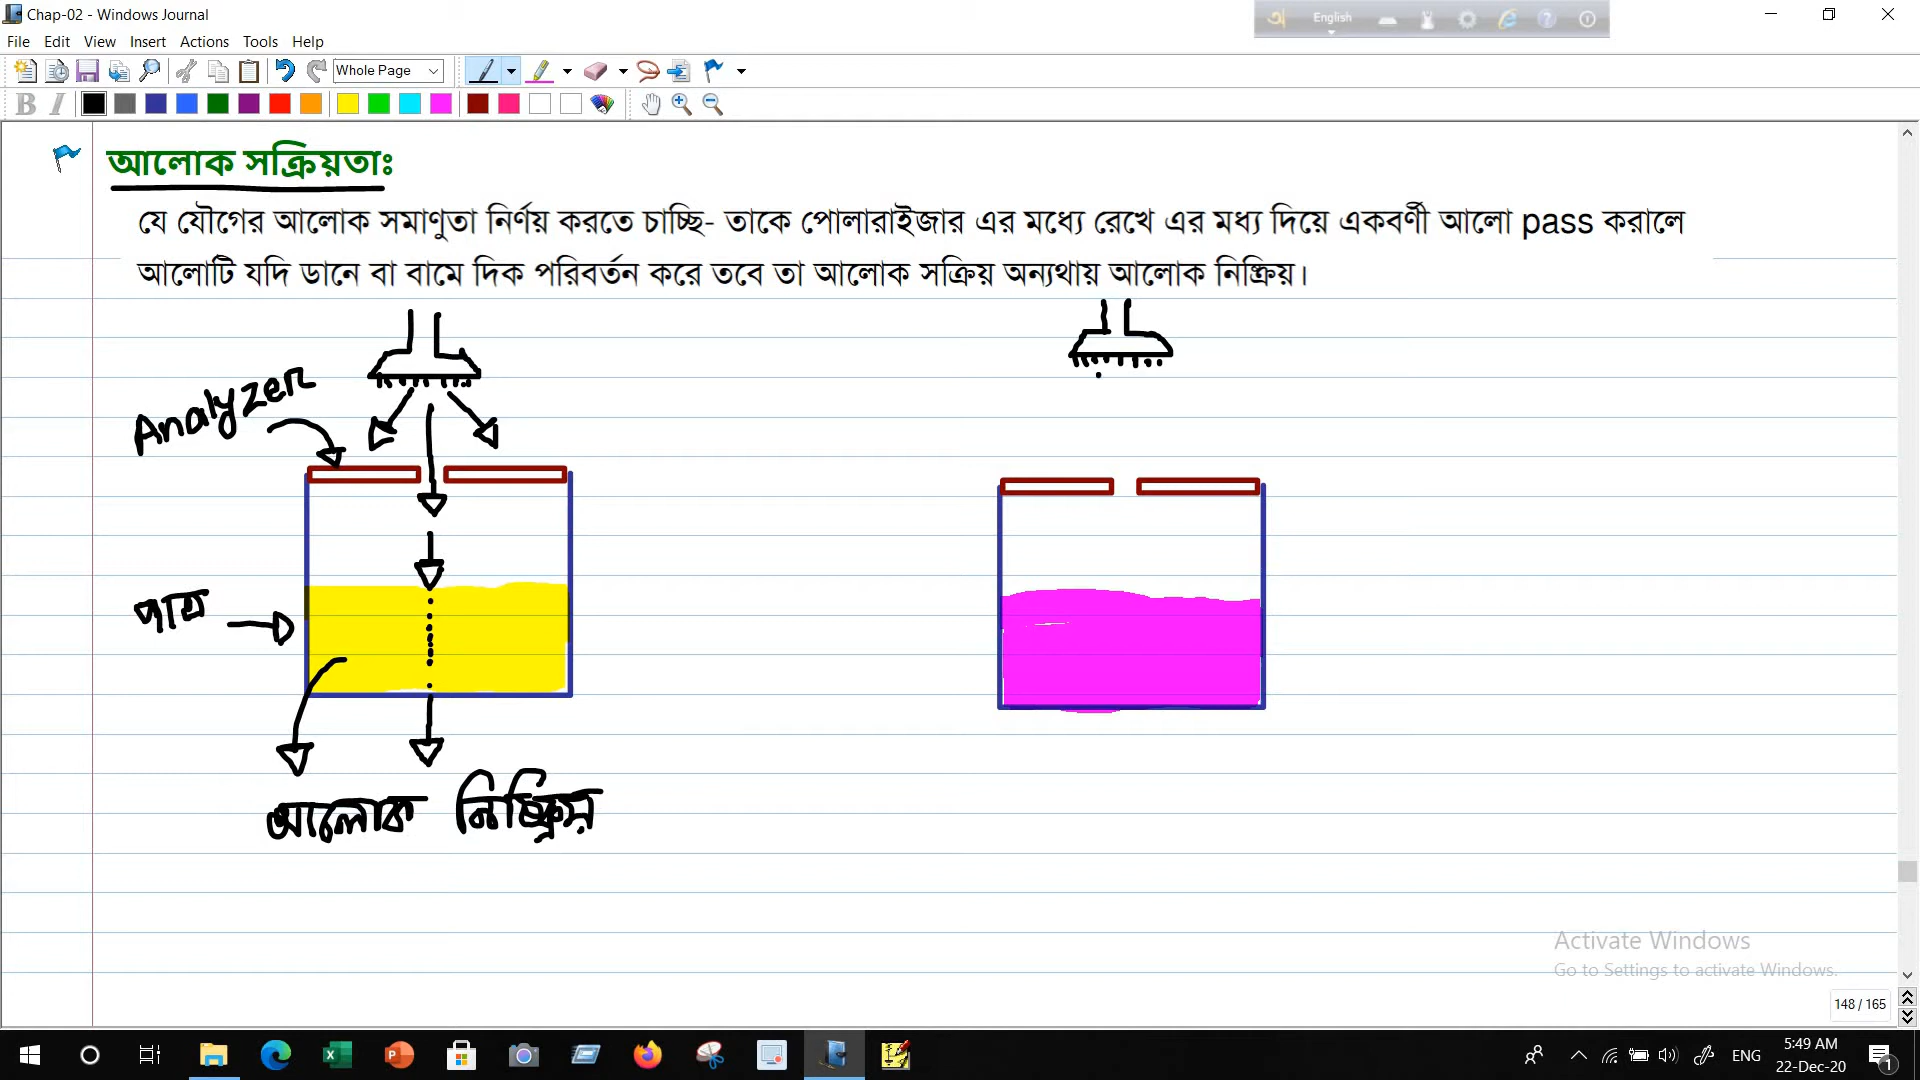 Chap-02 - Windows Journal
English
File Edit View Insert Actions Tools Help
Whole Page
B I
আলোক সক্রিয়তাঃ
যে যৌগের আলোক সমাণুতা নির্ণয় করতে চাচ্ছি- তাকে পোলারাইজার এর মধ্যে রেখে এর মধ্য দিয়ে একবর্ণী আলো pass করালে
আলোটি যদি ডানে বা বামে দিক পরিবর্তন করে তবে তা আলোক সক্রিয় অন্যথায় আলোক নিষ্ক্রিয়।
Analyzer
পাত্র
আলোক নিষ্ক্রিয়
Activate Windows
Go to Settings to activate Windows.
148 / 165
ENG
5:49 AM
22-Dec-20
1